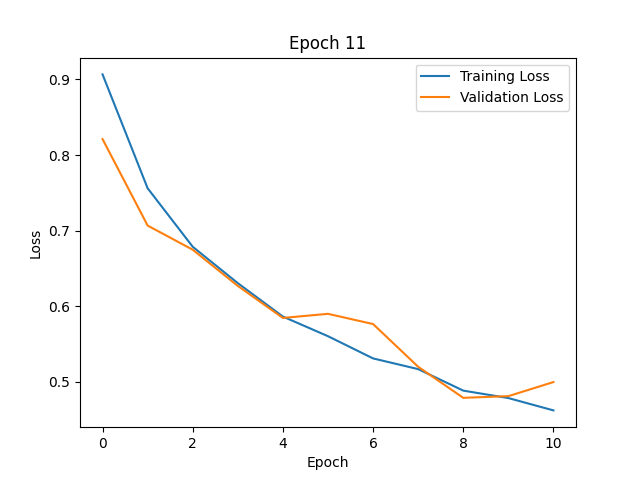 Epoch 11
Training Loss
Validation Loss
0.9
0.8
0.7
0.6
0.5
Loss
0 2 4 6 8 10
Epoch